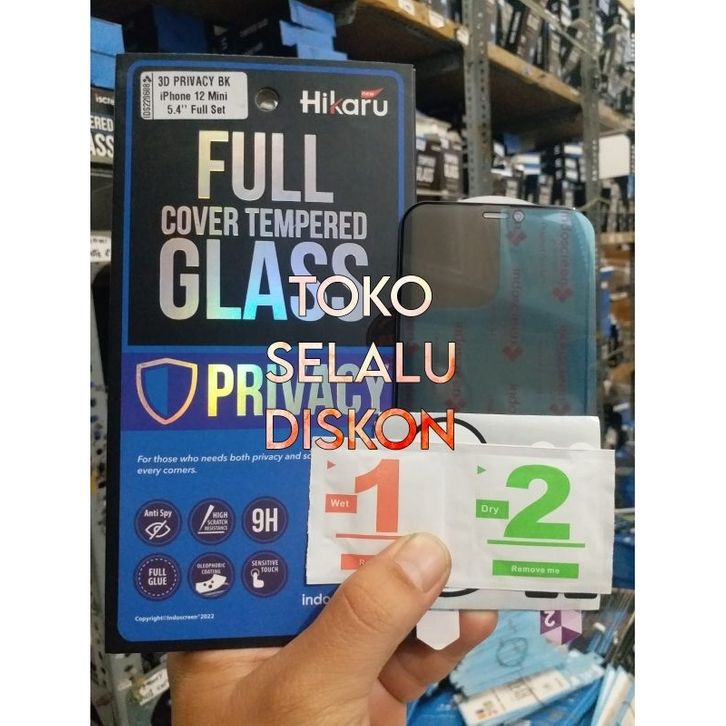 3D PRIVACY BK
iPhone 12 Mini
5.4'' Full Set
new
Hikaru
FULL
COVER TEMPERED
GLASS
PRIVACY
TOKO
SELALU
DISKON
For those who needs both privacy and
every corners.
Anti Spy
HIGH
SCRATCH
RESISTANCE
9H
FULL
GLUE
OLEOPHOBIC
COATING
SENSITIVE
TOUCH
Copyright©Indoscreen®2022
indo
1
Wet
2
Dry
Remove me